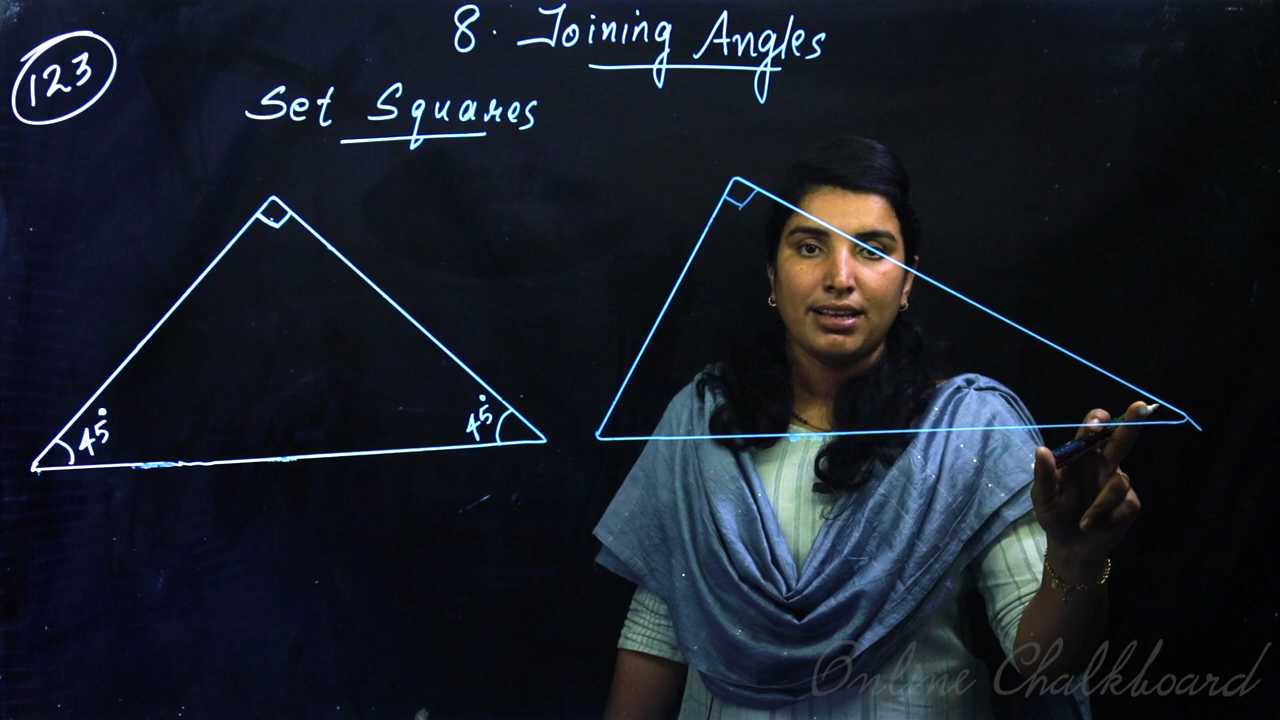 8. Joining Angles
123
Set Squares
45°
45°
Online Chalkboard